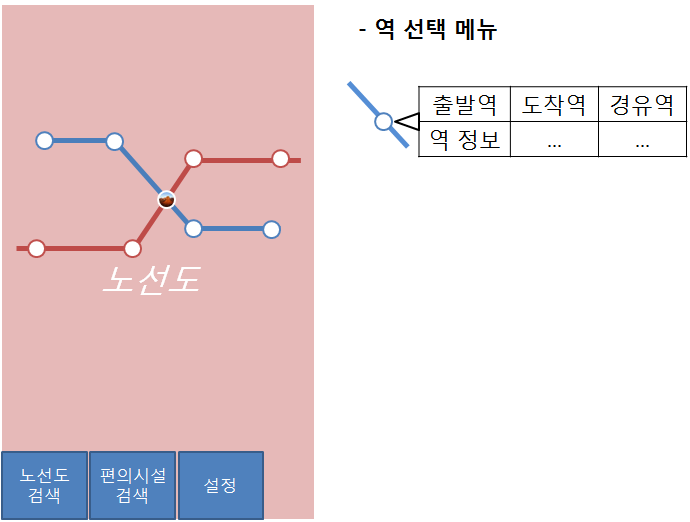 - 역 선택 메뉴
출발역 도착역 경유역
역 정보 ... ...
노선도
노선도
검색
편의시설
검색
설정